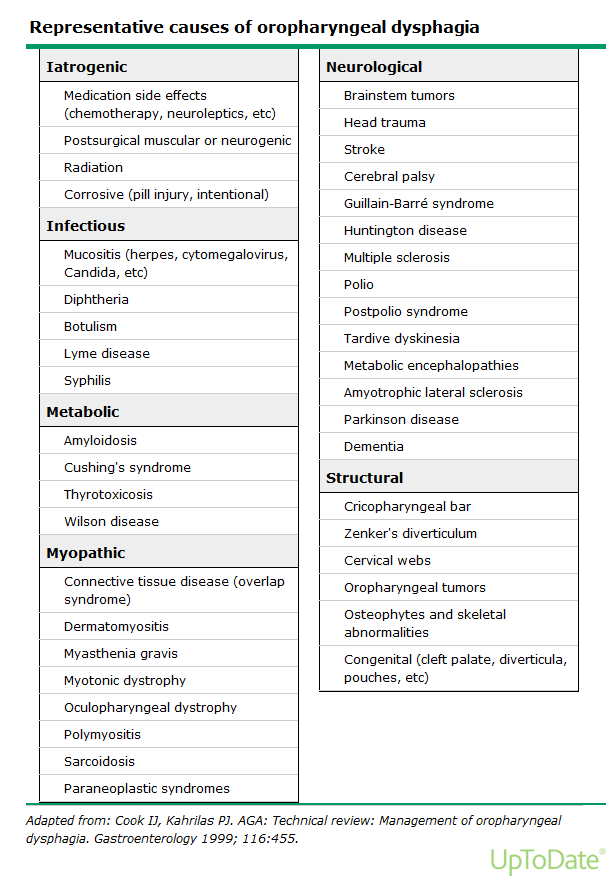 Representative causes of oropharyngeal dysphagia
Iatrogenic
Medication side effects
(chemotherapy, neuroleptics, etc)
Postsurgical muscular or neurogenic
Radiation
Corrosive (pill injury, intentional)
Infectious
Mucositis (herpes, cytomegalovirus,
Candida, etc)
Diphtheria
Botulism
Lyme disease
Syphilis
Metabolic
Amyloidosis
Cushing's syndrome
Thyrotoxicosis
Wilson disease
Myopathic
Connective tissue disease (overlap
syndrome)
Dermatomyositis
Myasthenia gravis
Myotonic dystrophy
Oculopharyngeal dystrophy
Polymyositis
Sarcoidosis
Paraneoplastic syndromes
Neurological
Brainstem tumors
Head trauma
Stroke
Cerebral palsy
Guillain-Barré syndrome
Huntington disease
Multiple sclerosis
Polio
Postpolio syndrome
Tardive dyskinesia
Metabolic encephalopathies
Amyotrophic lateral sclerosis
Parkinson disease
Dementia
Structural
Cricopharyngeal bar
Zenker's diverticulum
Cervical webs
Oropharyngeal tumors
Osteophytes and skeletal
abnormalities
Congenital (cleft palate, diverticula,
pouches, etc)
Adapted from: Cook IJ, Kahrilas PJ. AGA: Technical review: Management of oropharyngeal
dysphagia. Gastroenterology 1999; 116:455.
UpToDate®